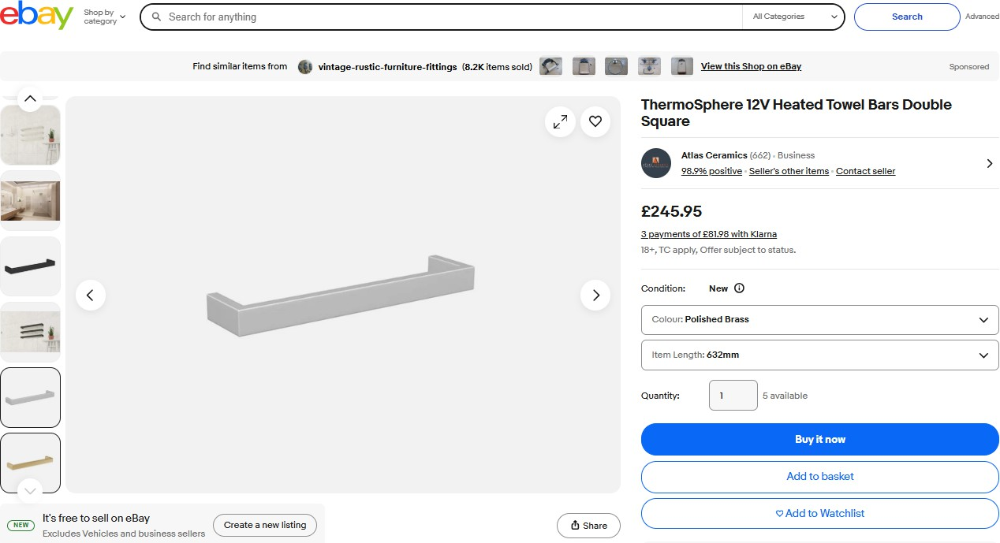 ebay
Shop by
category
Search for anything
All Categories
Search
Advanced
Find similar items from
vintage-rustic-furniture-fittings (8.2K items sold)
View this Shop on eBay
Sponsored
ThermoSphere 12V Heated Towel Bars Double
Square
Atlas Ceramics (662) • Business
98.9% positive • Seller's other items • Contact seller
£245.95
3 payments of £81.98 with Klarna
18+, TC apply, Offer subject to status.
Condition: New
Colour: Polished Brass
Item Length: 632mm
Quantity: 1 5 available
Buy it now
Add to basket
Add to Watchlist
NEW
It's free to sell on eBay
Excludes Vehicles and business sellers
Create a new listing
Share